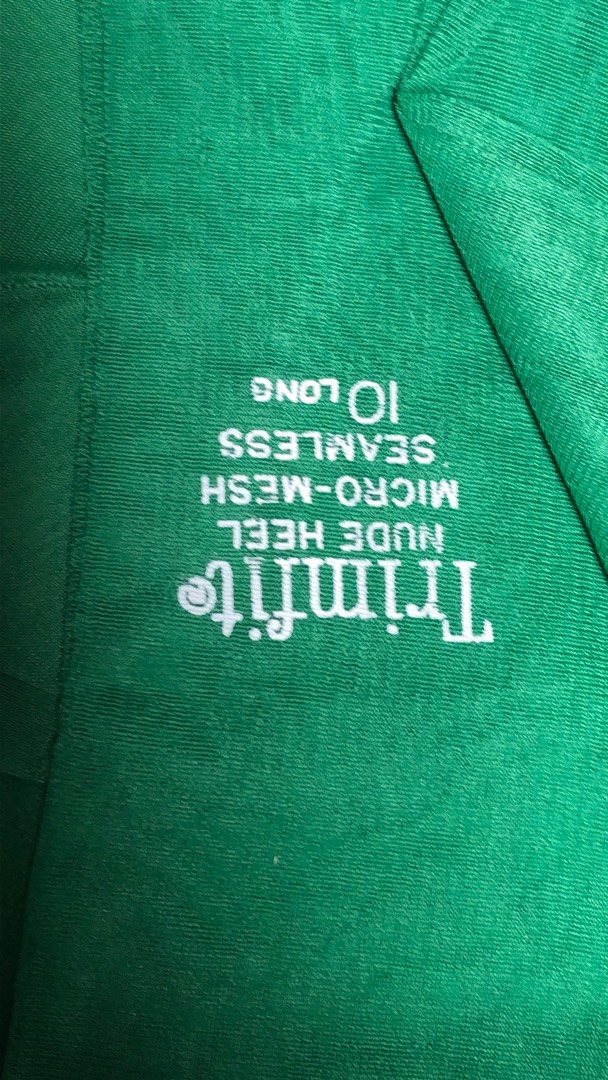 Trimfit®
NUDE HEEL
MICRO-MESH
SEAMLESS
10 LONG